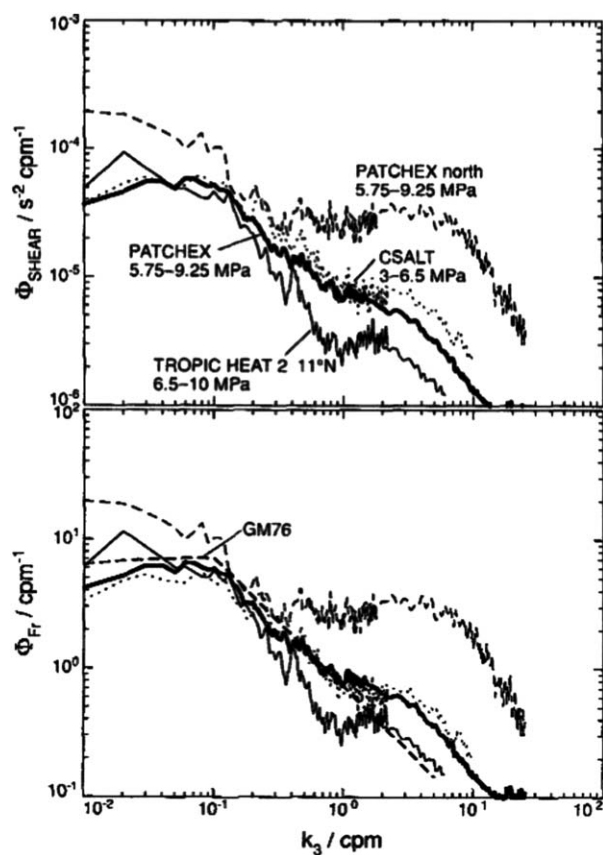 10⁻³
10⁻⁴
10⁻⁵
10⁻⁶
Φ_SHEAR / s⁻² cpm⁻¹
PATCHEX north
5.75–9.25 MPa
PATCHEX
5.75–9.25 MPa
CSALT
3–6.5 MPa
TROPIC HEAT 2 11°N
6.5–10 MPa
10²
10¹
10⁰
10⁻¹
Φ_Fr / cpm⁻¹
GM76
10⁻² 10⁻¹ 10⁰ 10¹ 10²
k₃ / cpm